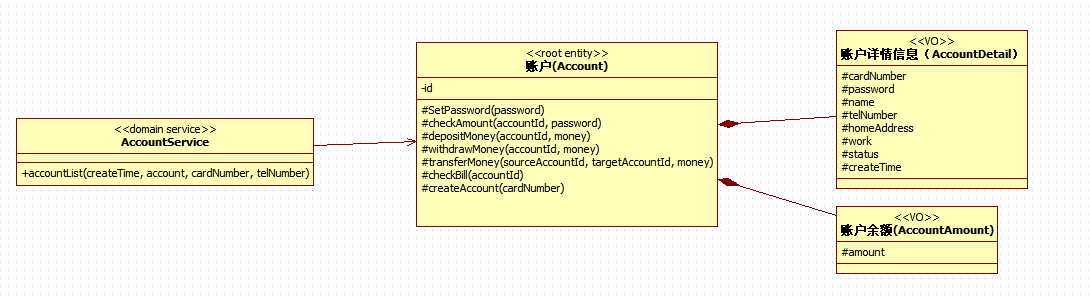 <<domain service>>
AccountService
+accountList(createTime, account, cardNumber, telNumber)
<<root entity>>
账户(Account)
-id
#SetPassword(password)
#checkAmount(accountId, password)
#depositMoney(accountId, money)
#withdrawMoney(accountId, money)
#transferMoney(sourceAccountId, targetAccountId, money)
#checkBill(accountId)
#createAccount(cardNumber)
<<VO>>
账户详情信息（AccountDetail）
#cardNumber
#password
#name
#telNumber
#homeAddress
#work
#status
#createTime
<<VO>>
账户余额(AccountAmount)
#amount